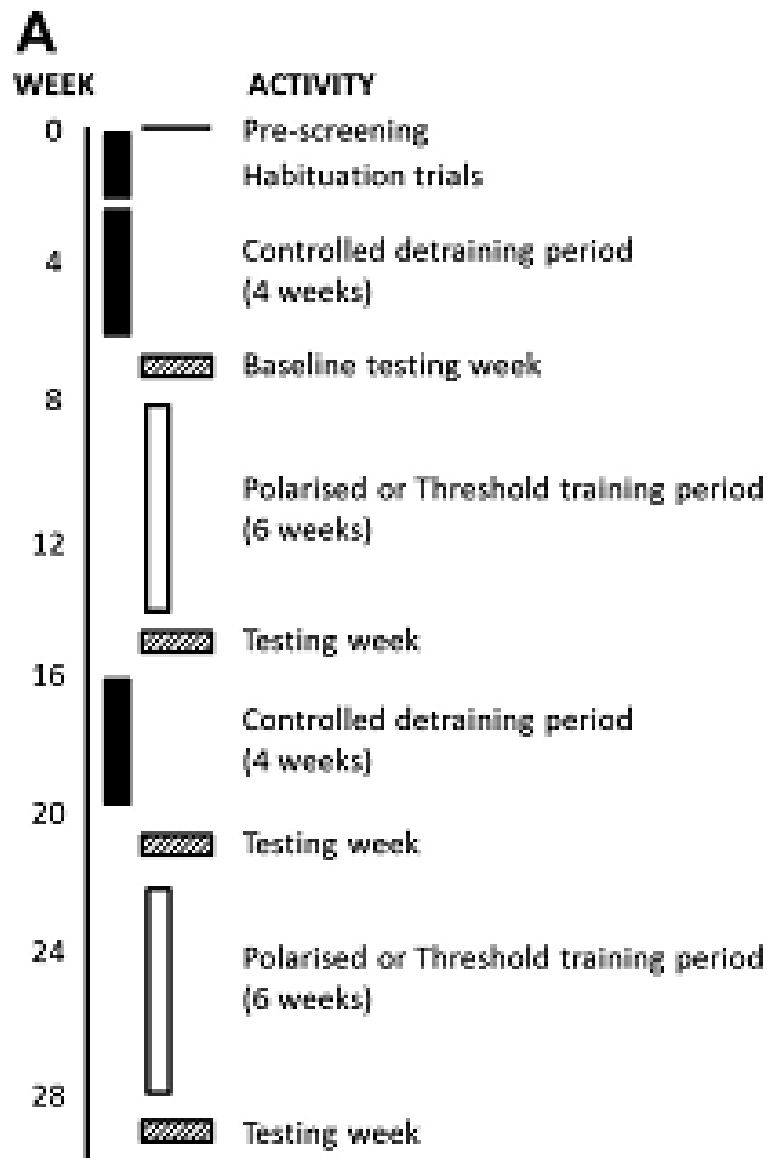 A
WEEK ACTIVITY
0 Pre-screening
Habituation trials
4 Controlled detraining period
(4 weeks)
Baseline testing week
8
Polarised or Threshold training period
(6 weeks)
12
Testing week
16
Controlled detraining period
(4 weeks)
20
Testing week
24 Polarised or Threshold training period
(6 weeks)
28
Testing week